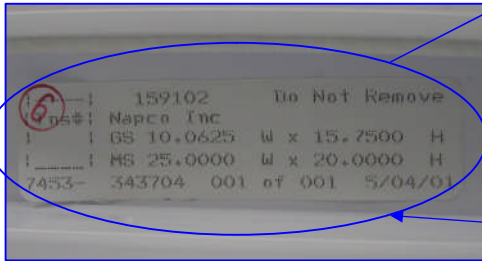 159102 Do Not Remove
Ins#! Napco Inc
GS 10.0625 W x 15.7500 H
MS 25.0000 W x 20.0000 H
7453- 343704 001 of 001 5/04/01